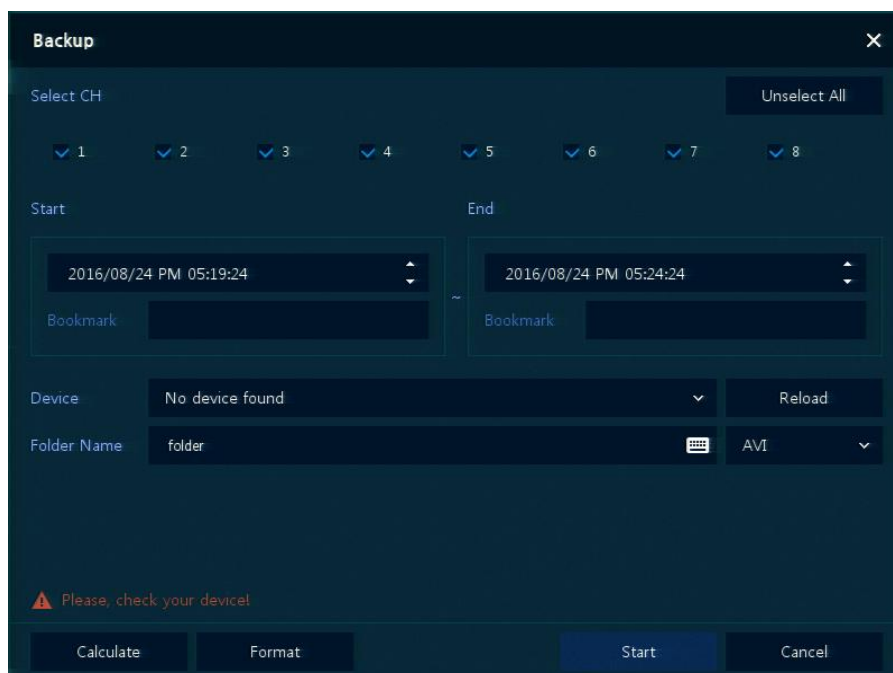 Backup
Select CH Unselect All
1 2 3 4 5 6 7 8
Start End
2016/08/24 PM 05:19:24 ~ 2016/08/24 PM 05:24:24
Bookmark Bookmark
Device No device found Reload
Folder Name folder AVI
Please, check your device!
Calculate Format Start Cancel